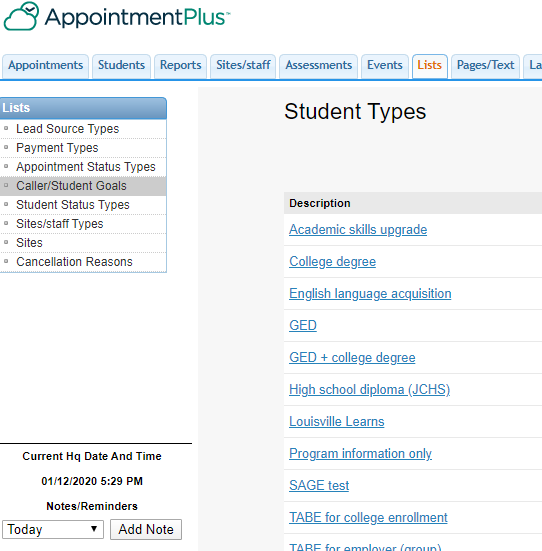 AppointmentPlus™
Appointments Students Reports Sites/staff Assessments Events Lists Pages/Text La
Lists
Lead Source Types
Payment Types
Appointment Status Types
Caller/Student Goals
Student Status Types
Sites/staff Types
Sites
Cancellation Reasons
Current Hq Date And Time
01/12/2020 5:29 PM
Notes/Reminders
Today Add Note
Student Types
Description
Academic skills upgrade
College degree
English language acquisition
GED
GED + college degree
High school diploma (JCHS)
Louisville Learns
Program information only
SAGE test
TABE for college enrollment
TABE for employer (group)